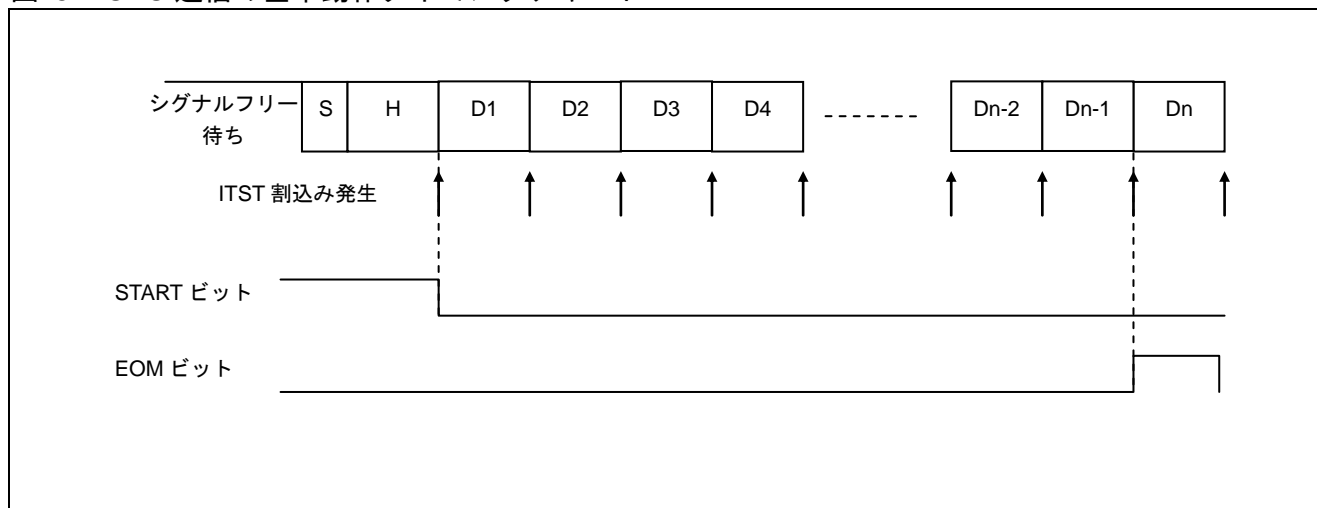 シグナルフリー
待ち
S H D1 D2 D3 D4 Dn-2 Dn-1 Dn
ITST 割込み発生
START ビット
EOM ビット